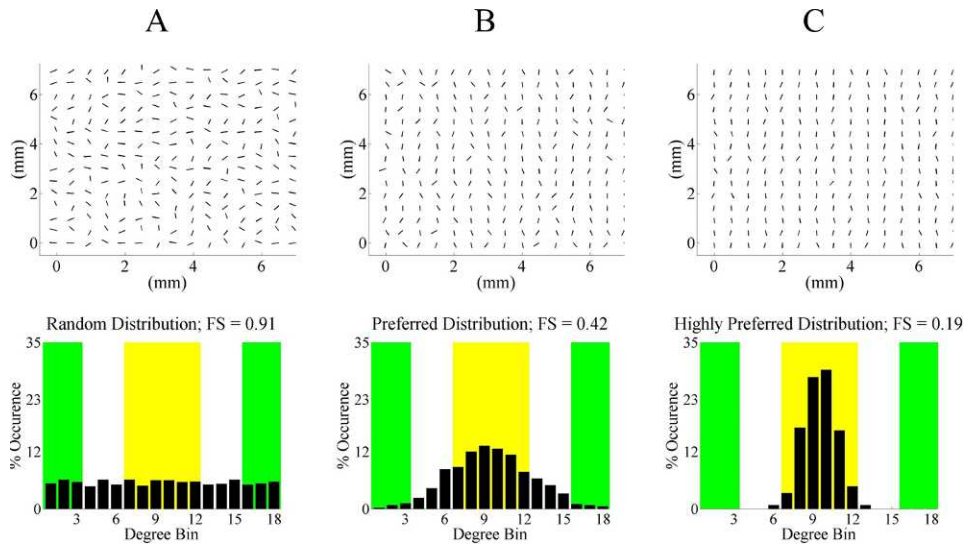 A B C
6
4
2
0
(mm)
0 2 4 6
(mm)
6
4
2
0
(mm)
0 2 4 6
(mm)
6
4
2
0
(mm)
0 2 4 6
(mm)
Random Distribution; FS = 0.91
35
23
12
0
% Occurence
3 6 9 12 15 18
Degree Bin
Preferred Distribution; FS = 0.42
35
23
12
0
% Occurence
3 6 9 12 15 18
Degree Bin
Highly Preferred Distribution; FS = 0.19
35
23
12
0
% Occurence
3 6 9 12 15 18
Degree Bin